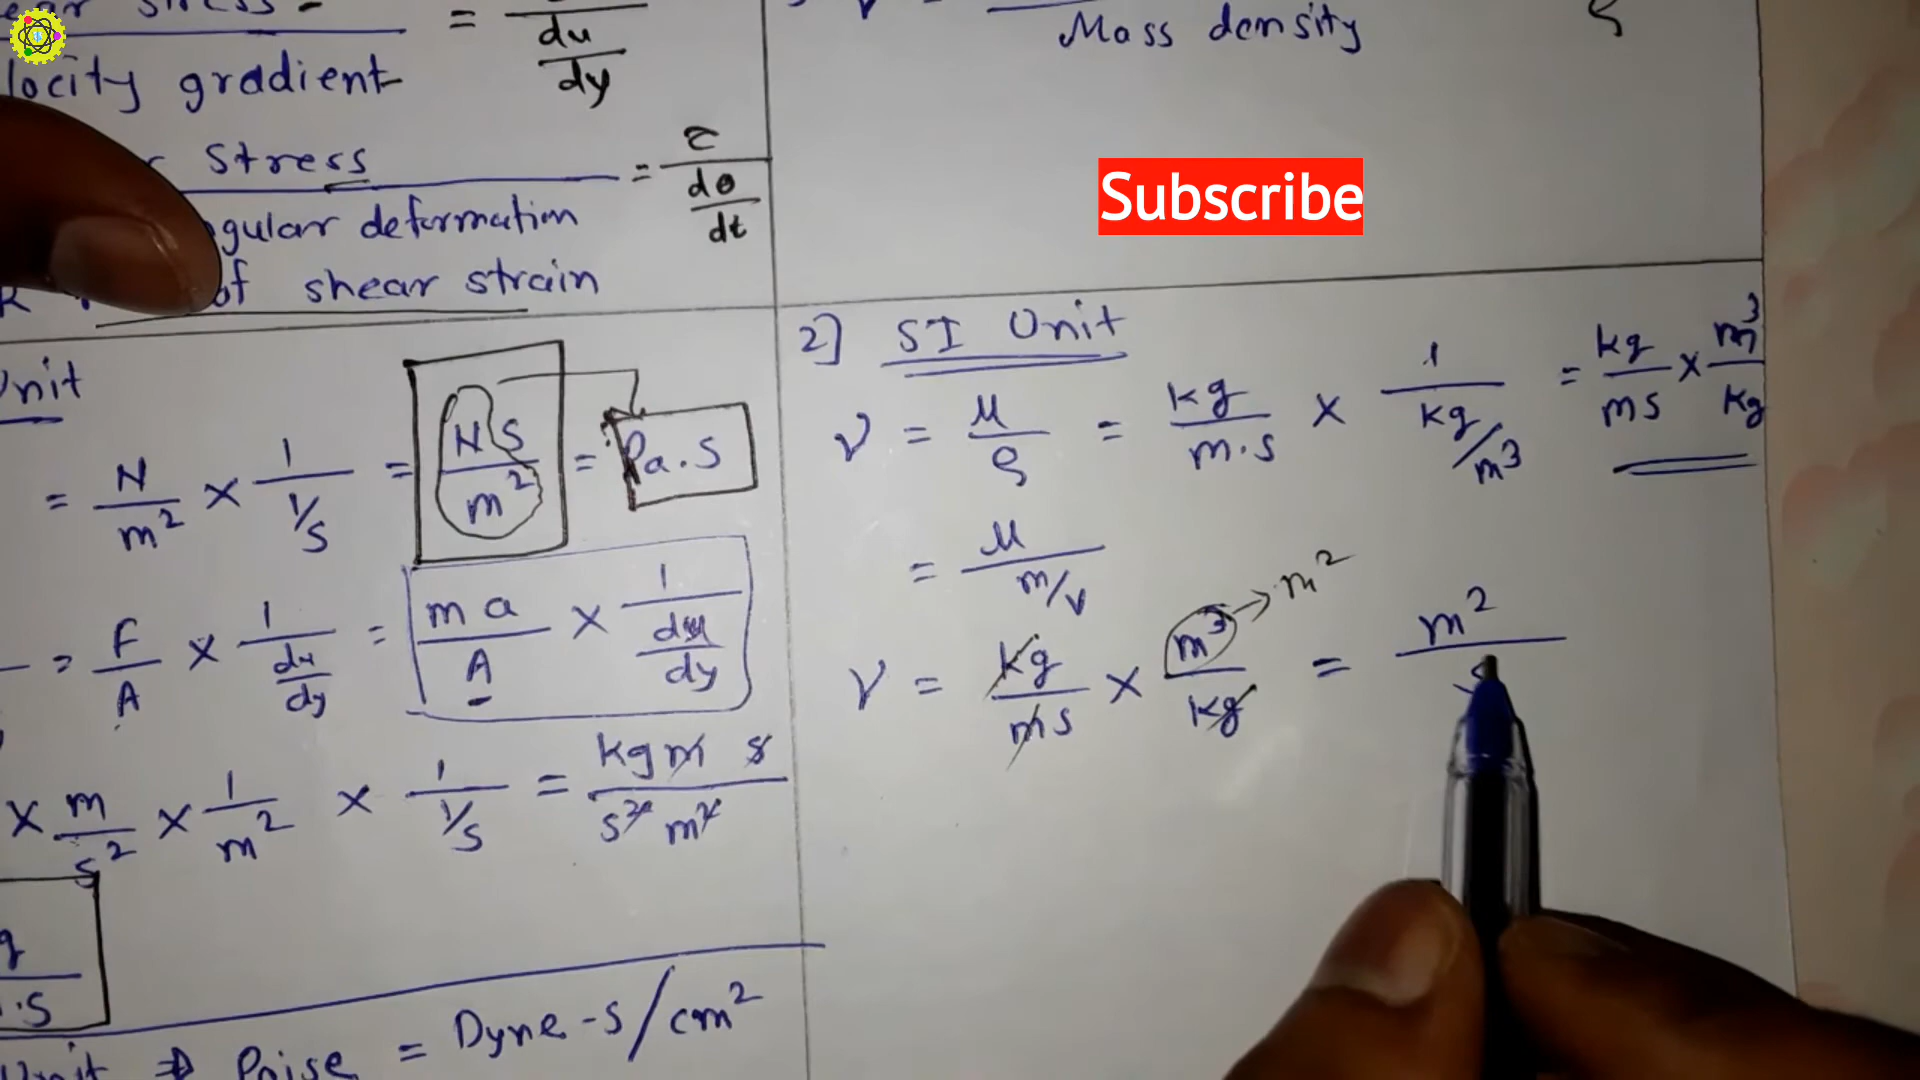 = du/dy
locity gradient
Stress = τ / dθ/dt
gular deformation
of shear strain
Mass density
Subscribe
Unit
= N/m² × 1/1/s = N S/m² = Pa.s
= F/A × 1/du/dy = m a/A × 1/du/dy
× m/s² × 1/m² × 1/1/s = kg m s/s² m²
.s
Unit ⇒ Poise = Dyne-s/cm²
2] SI Unit
ν = μ/ρ = kg/m.s × 1/kg/m³ = kg/ms × m³/kg
= μ/m/v
ν = kg/ms × m³/kg = m²/s
→ m²